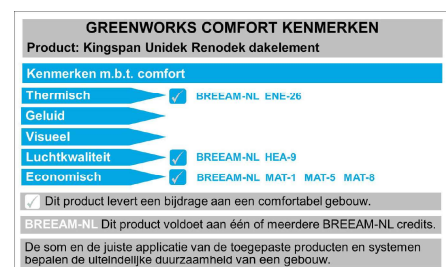 GREENWORKS COMFORT KENMERKEN
Product: Kingspan Unidek Renodek dakelement
Kenmerken m.b.t. comfort
Thermisch BREEAM-NL ENE-26
Geluid
Visueel
Luchtkwaliteit BREEAM-NL HEA-9
Economisch BREEAM-NL MAT-1 MAT-5 MAT-8
Dit product levert een bijdrage aan een comfortabel gebouw.
BREEAM-NL Dit product voldoet aan één of meerdere BREEAM-NL credits.
De som en de juiste applicatie van de toegepaste producten en systemen
bepalen de uiteindelijke duurzaamheid van een gebouw.